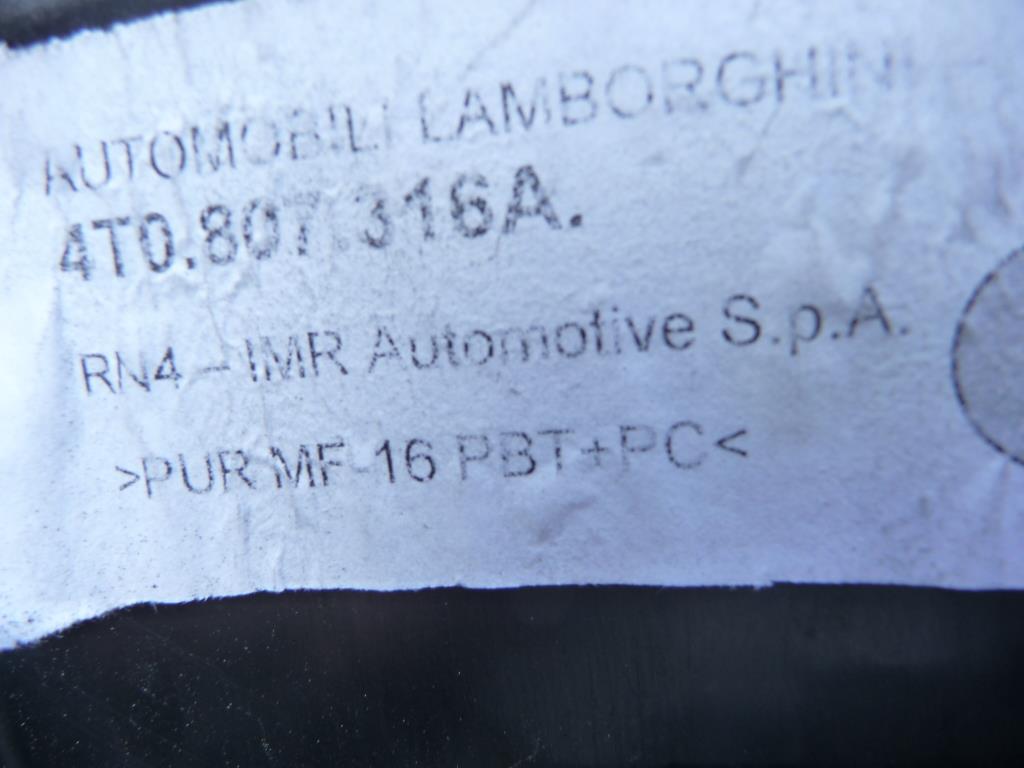 AUTOMOBILI LAMBORGHINI
4T0.807.316A.
RN4 - IMR Automotive S.p.A.
>PUR MF-16 PBT+PC<